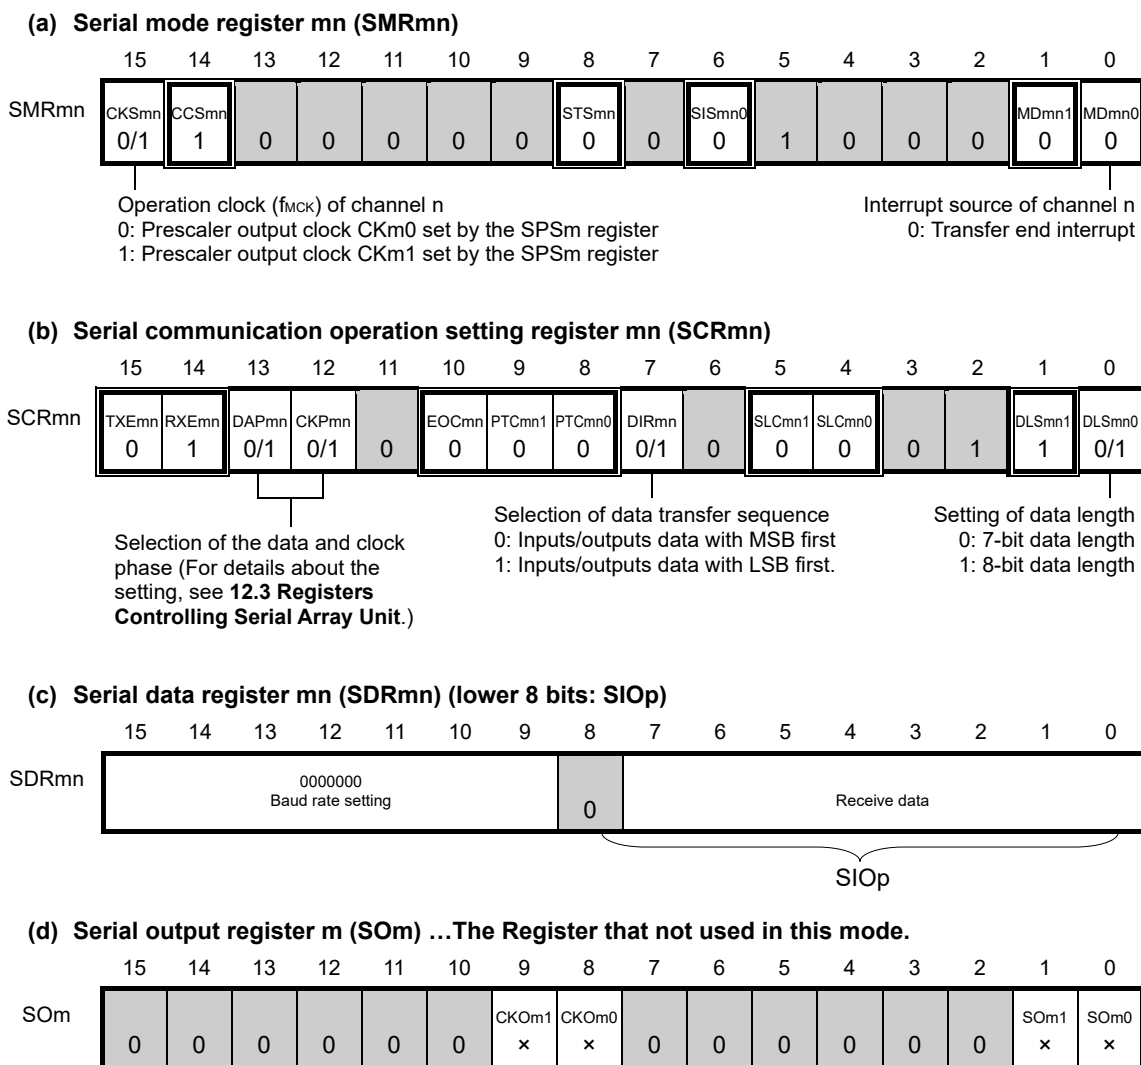 (a) Serial mode register mn (SMRmn)
15 14 13 12 11 10 9 8 7 6 5 4 3 2 1 0
SMRmn CKSmn CCSmn STSmn SISmn0 MDmn1 MDmn0
0/1 1 0 0 0 0 0 0 0 0 1 0 0 0 0 0
Operation clock (fMCK) of channel n
0: Prescaler output clock CKm0 set by the SPSm register
1: Prescaler output clock CKm1 set by the SPSm register
Interrupt source of channel n
0: Transfer end interrupt
(b) Serial communication operation setting register mn (SCRmn)
15 14 13 12 11 10 9 8 7 6 5 4 3 2 1 0
SCRmn TXEmn RXEmn DAPmn CKPmn EOCmn PTCmn1 PTCmn0 DIRmn SLCmn1 SLCmn0 DLSmn1 DLSmn0
0 1 0/1 0/1 0 0 0 0 0/1 0 0 0 0 1 1 0/1
Selection of the data and clock
phase (For details about the
setting, see 12.3 Registers
Controlling Serial Array Unit.)
Selection of data transfer sequence
0: Inputs/outputs data with MSB first
1: Inputs/outputs data with LSB first.
Setting of data length
0: 7-bit data length
1: 8-bit data length
(c) Serial data register mn (SDRmn) (lower 8 bits: SIOp)
15 14 13 12 11 10 9 8 7 6 5 4 3 2 1 0
SDRmn
0000000
Baud rate setting
0
Receive data
SIOp
(d) Serial output register m (SOm) …The Register that not used in this mode.
15 14 13 12 11 10 9 8 7 6 5 4 3 2 1 0
SOm CKOm1 CKOm0 SOm1 SOm0
0 0 0 0 0 0 × × 0 0 0 0 0 0 × ×